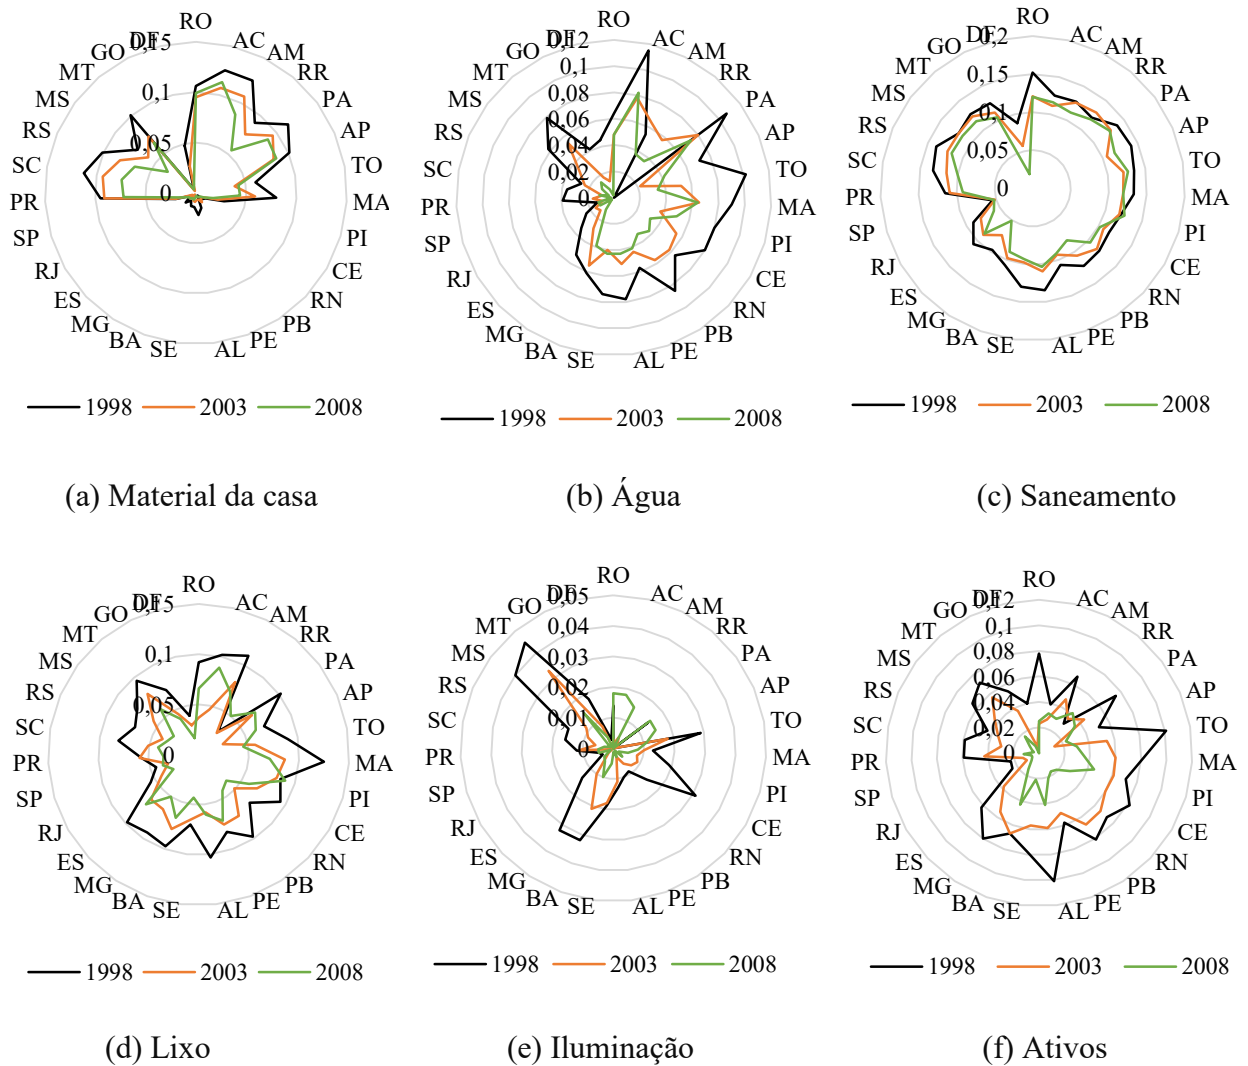 RO
AC
AM
RR
PA
AP
TO
MA
PI
CE
RN
PB
PE
AL
SE
BA
MG
ES
RJ
SP
PR
SC
RS
MS
MT
GO
DF
0,15
0,1
0,05
0
1998 2003 2008
(a) Material da casa
RO
AC
AM
RR
PA
AP
TO
MA
PI
CE
RN
PB
PE
AL
SE
BA
MG
ES
RJ
SP
PR
SC
RS
MS
MT
GO
DF
0,12
0,1
0,08
0,06
0,04
0,02
0
1998 2003 2008
(b) Água
RO
AC
AM
RR
PA
AP
TO
MA
PI
CE
RN
PB
PE
AL
SE
BA
MG
ES
RJ
SP
PR
SC
RS
MS
MT
GO
DF
0,2
0,15
0,1
0,05
0
1998 2003 2008
(c) Saneamento
RO
AC
AM
RR
PA
AP
TO
MA
PI
CE
RN
PB
PE
AL
SE
BA
MG
ES
RJ
SP
PR
SC
RS
MS
MT
GO
DF
0,15
0,1
0,05
0
1998 2003 2008
(d) Lixo
RO
AC
AM
RR
PA
AP
TO
MA
PI
CE
RN
PB
PE
AL
SE
BA
MG
ES
RJ
SP
PR
SC
RS
MS
MT
GO
DF
0,05
0,04
0,03
0,02
0,01
0
1998 2003 2008
(e) Iluminação
RO
AC
AM
RR
PA
AP
TO
MA
PI
CE
RN
PB
PE
AL
SE
BA
MG
ES
RJ
SP
PR
SC
RS
MS
MT
GO
DF
0,12
0,1
0,08
0,06
0,04
0,02
0
1998 2003 2008
(f) Ativos